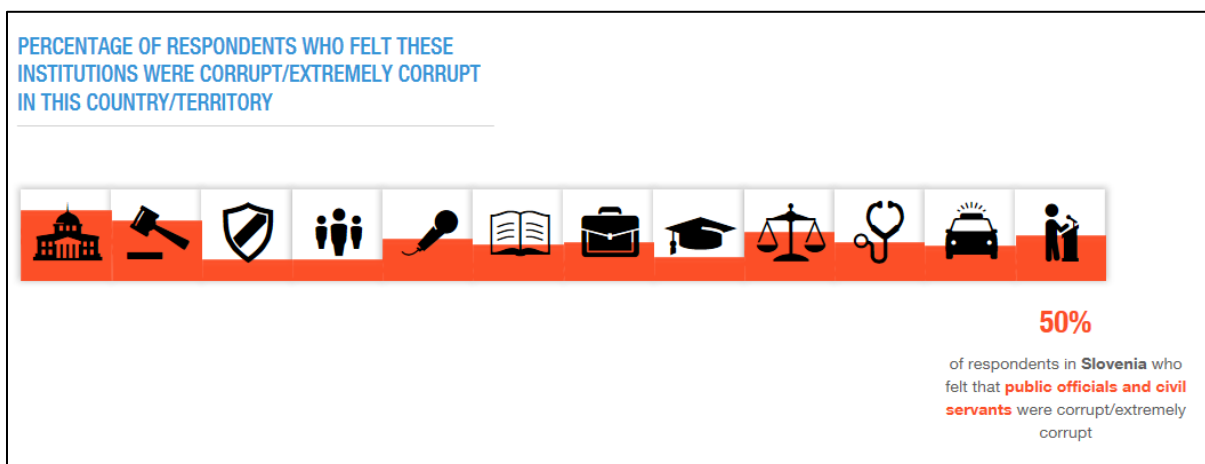 PERCENTAGE OF RESPONDENTS WHO FELT THESE
INSTITUTIONS WERE CORRUPT/EXTREMELY CORRUPT
IN THIS COUNTRY/TERRITORY
50%
of respondents in Slovenia who
felt that public officials and civil
servants were corrupt/extremely
corrupt